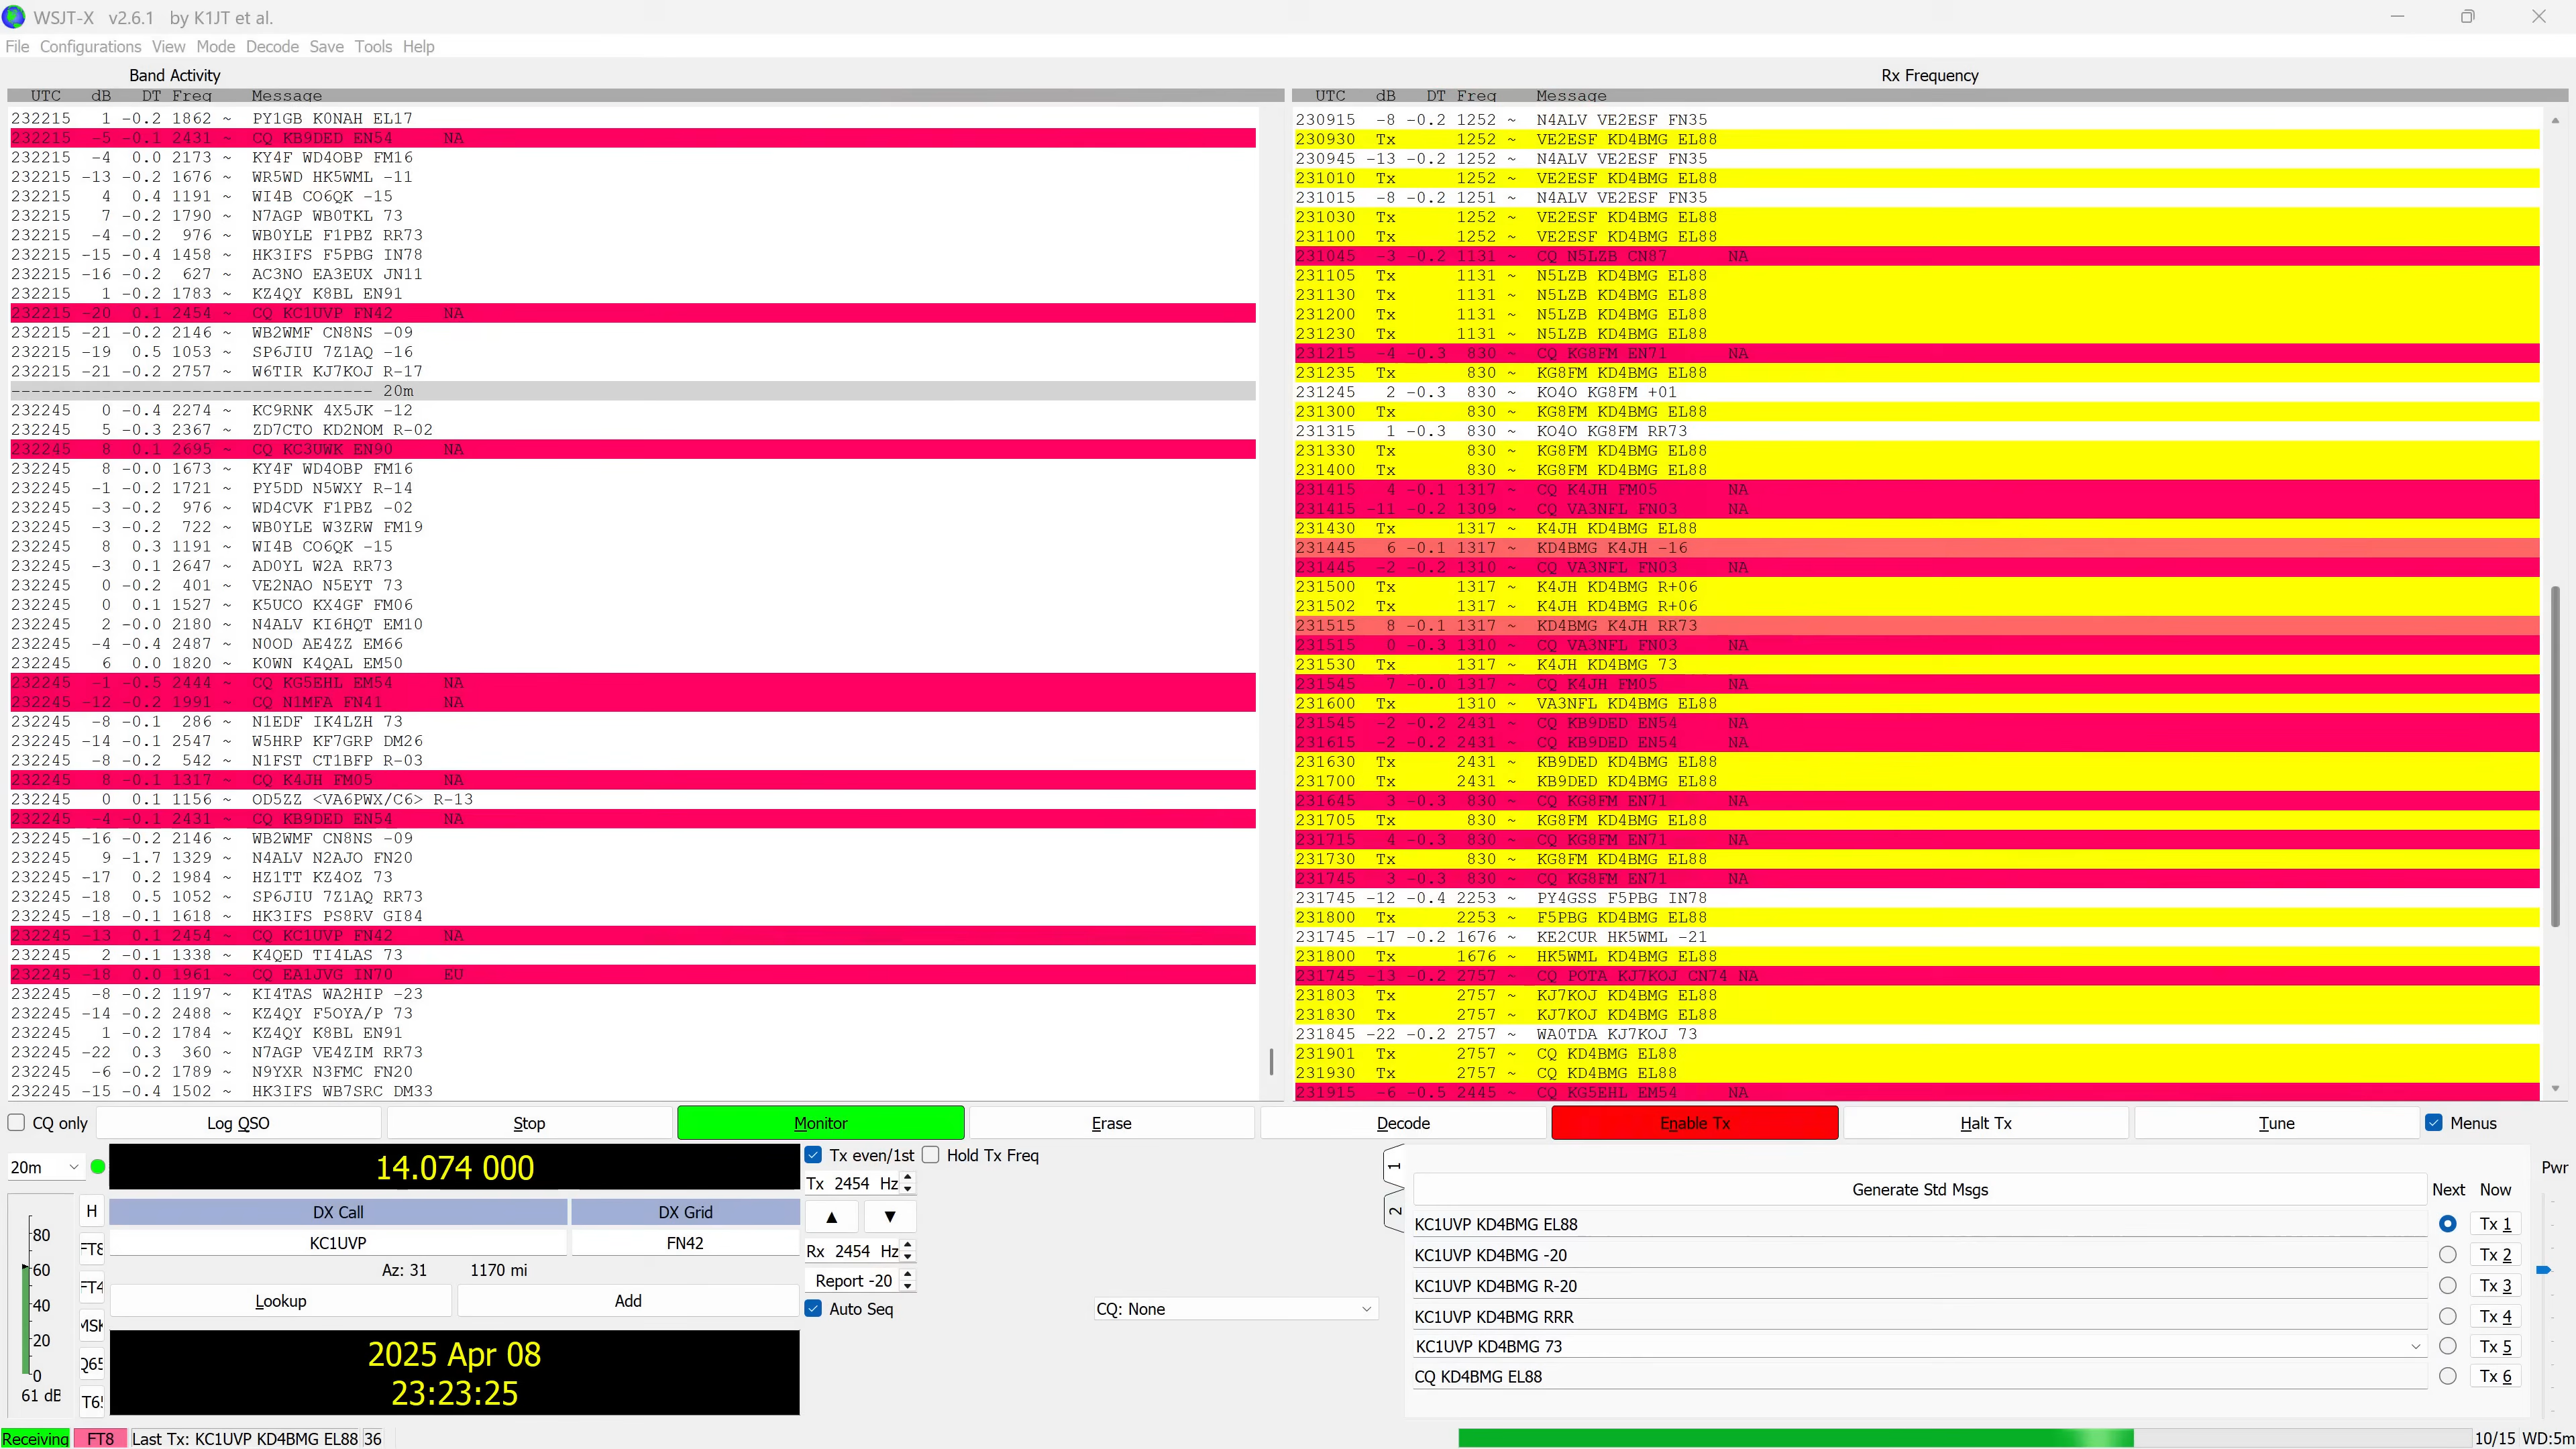 WSJT-X v2.6.1 by K1JT et al.
File Configurations View Mode Decode Save Tools Help
Band Activity
UTC dB DT Freq Message
232215 1 -0.2 1862 ~ PY1GB K0NAH EL17
232215 -5 -0.1 2431 ~ CQ KB9DED EN54 NA
232215 -4 0.0 2173 ~ KY4F WD4OBP FM16
232215 -13 -0.2 1676 ~ WR5WD HK5WML -11
232215 4 0.4 1191 ~ WI4B CO6QK -15
232215 7 -0.2 1790 ~ N7AGP WB0TKL 73
232215 -4 -0.2 976 ~ WB0YLE F1PBZ RR73
232215 -15 -0.4 1458 ~ HK3IFS F5PBG IN78
232215 -16 -0.2 627 ~ AC3NO EA3EUX JN11
232215 1 -0.2 1783 ~ KZ4QY K8BL EN91
232215 -20 0.1 2454 ~ CQ KC1UVP FN42 NA
232215 -21 -0.2 2146 ~ WB2WMF CN8NS -09
232215 -19 0.5 1053 ~ SP6JIU 7Z1AQ -16
232215 -21 -0.2 2757 ~ W6TIR KJ7KOJ R-17
------------------------------------ 20m
232245 0 -0.4 2274 ~ KC9RNK 4X5JK -12
232245 5 -0.3 2367 ~ ZD7CTO KD2NOM R-02
232245 8 0.1 2695 ~ CQ KC3UWK EN90 NA
232245 8 -0.0 1673 ~ KY4F WD4OBP FM16
232245 -1 -0.2 1721 ~ PY5DD N5WXY R-14
232245 -3 -0.2 976 ~ WD4CVK F1PBZ -02
232245 -3 -0.2 722 ~ WB0YLE W3ZRW FM19
232245 8 0.3 1191 ~ WI4B CO6QK -15
232245 -3 0.1 2647 ~ AD0YL W2A RR73
232245 0 -0.2 401 ~ VE2NAO N5EYT 73
232245 0 0.1 1527 ~ K5UCO KX4GF FM06
232245 2 -0.0 2180 ~ N4ALV KI6HQT EM10
232245 -4 -0.4 2487 ~ N0OD AE4ZZ EM66
232245 6 0.0 1820 ~ K0WN K4QAL EM50
232245 -1 -0.5 2444 ~ CQ KG5EHL EM54 NA
232245 -12 -0.2 1991 ~ CQ N1MFA FN41 NA
232245 -8 -0.1 286 ~ N1EDF IK4LZH 73
232245 -14 -0.1 2547 ~ W5HRP KF7GRP DM26
232245 -8 -0.2 542 ~ N1FST CT1BFP R-03
232245 8 -0.1 1317 ~ CQ K4JH FM05 NA
232245 0 0.1 1156 ~ OD5ZZ <VA6PWX/C6> R-13
232245 -4 -0.1 2431 ~ CQ KB9DED EN54 NA
232245 -16 -0.2 2146 ~ WB2WMF CN8NS -09
232245 9 -1.7 1329 ~ N4ALV N2AJO FN20
232245 -17 0.2 1984 ~ HZ1TT KZ4OZ 73
232245 -18 0.5 1052 ~ SP6JIU 7Z1AQ RR73
232245 -18 -0.1 1618 ~ HK3IFS PS8RV GI84
232245 -13 0.1 2454 ~ CQ KC1UVP FN42 NA
232245 2 -0.1 1338 ~ K4QED TI4LAS 73
232245 -18 0.0 1961 ~ CQ EA1JVG IN70 EU
232245 -8 -0.2 1197 ~ KI4TAS WA2HIP -23
232245 -14 -0.2 2488 ~ KZ4QY F5OYA/P 73
232245 1 -0.2 1784 ~ KZ4QY K8BL EN91
232245 -22 0.3 360 ~ N7AGP VE4ZIM RR73
232245 -6 -0.2 1789 ~ N9YXR N3FMC FN20
232245 -15 -0.4 1502 ~ HK3IFS WB7SRC DM33
Rx Frequency
UTC dB DT Freq Message
230915 -8 -0.2 1252 ~ N4ALV VE2ESF FN35
230930 Tx 1252 ~ VE2ESF KD4BMG EL88
230945 -13 -0.2 1252 ~ N4ALV VE2ESF FN35
231010 Tx 1252 ~ VE2ESF KD4BMG EL88
231015 -8 -0.2 1251 ~ N4ALV VE2ESF FN35
231030 Tx 1252 ~ VE2ESF KD4BMG EL88
231100 Tx 1252 ~ VE2ESF KD4BMG EL88
231045 -3 -0.2 1131 ~ CQ N5LZB CN87 NA
231105 Tx 1131 ~ N5LZB KD4BMG EL88
231130 Tx 1131 ~ N5LZB KD4BMG EL88
231200 Tx 1131 ~ N5LZB KD4BMG EL88
231230 Tx 1131 ~ N5LZB KD4BMG EL88
231215 -4 -0.3 830 ~ CQ KG8FM EN71 NA
231235 Tx 830 ~ KG8FM KD4BMG EL88
231245 2 -0.3 830 ~ KO4O KG8FM +01
231300 Tx 830 ~ KG8FM KD4BMG EL88
231315 1 -0.3 830 ~ KO4O KG8FM RR73
231330 Tx 830 ~ KG8FM KD4BMG EL88
231400 Tx 830 ~ KG8FM KD4BMG EL88
231415 4 -0.1 1317 ~ CQ K4JH FM05 NA
231415 -11 -0.2 1309 ~ CQ VA3NFL FN03 NA
231430 Tx 1317 ~ K4JH KD4BMG EL88
231445 6 -0.1 1317 ~ KD4BMG K4JH -16
231445 -2 -0.2 1310 ~ CQ VA3NFL FN03 NA
231500 Tx 1317 ~ K4JH KD4BMG R+06
231502 Tx 1317 ~ K4JH KD4BMG R+06
231515 8 -0.1 1317 ~ KD4BMG K4JH RR73
231515 0 -0.3 1310 ~ CQ VA3NFL FN03 NA
231530 Tx 1317 ~ K4JH KD4BMG 73
231545 7 -0.0 1317 ~ CQ K4JH FM05 NA
231600 Tx 1310 ~ VA3NFL KD4BMG EL88
231545 -2 -0.2 2431 ~ CQ KB9DED EN54 NA
231615 -2 -0.2 2431 ~ CQ KB9DED EN54 NA
231630 Tx 2431 ~ KB9DED KD4BMG EL88
231700 Tx 2431 ~ KB9DED KD4BMG EL88
231645 3 -0.3 830 ~ CQ KG8FM EN71 NA
231705 Tx 830 ~ KG8FM KD4BMG EL88
231715 4 -0.3 830 ~ CQ KG8FM EN71 NA
231730 Tx 830 ~ KG8FM KD4BMG EL88
231745 3 -0.3 830 ~ CQ KG8FM EN71 NA
231745 -12 -0.4 2253 ~ PY4GSS F5PBG IN78
231800 Tx 2253 ~ F5PBG KD4BMG EL88
231745 -17 -0.2 1676 ~ KE2CUR HK5WML -21
231800 Tx 1676 ~ HK5WML KD4BMG EL88
231745 -13 -0.2 2757 ~ CQ POTA KJ7KOJ CN74 NA
231803 Tx 2757 ~ KJ7KOJ KD4BMG EL88
231830 Tx 2757 ~ KJ7KOJ KD4BMG EL88
231845 -22 -0.2 2757 ~ WA0TDA KJ7KOJ 73
231901 Tx 2757 ~ CQ KD4BMG EL88
231930 Tx 2757 ~ CQ KD4BMG EL88
231915 -6 -0.5 2445 ~ CQ KG5EHL EM54 NA
CQ only Log QSO Stop Monitor Erase Decode Enable Tx Halt Tx Tune Menus
20m 14.074 000
Tx even/1st Hold Tx Freq
Tx 2454 Hz
DX Call DX Grid
KC1UVP FN42
Az: 31 1170 mi
Lookup Add
Rx 2454 Hz
Report -20
Auto Seq
CQ: None
2025 Apr 08
23:23:25
80
60
40
20
0
61 dB
H
FT8
FT4
MSK
Q65
T65
1
2
Generate Std Msgs Next Now Pwr
KC1UVP KD4BMG EL88 Tx 1
KC1UVP KD4BMG -20 Tx 2
KC1UVP KD4BMG R-20 Tx 3
KC1UVP KD4BMG RRR Tx 4
KC1UVP KD4BMG 73 Tx 5
CQ KD4BMG EL88 Tx 6
Receiving FT8 Last Tx: KC1UVP KD4BMG EL88 36 10/15 WD:5m